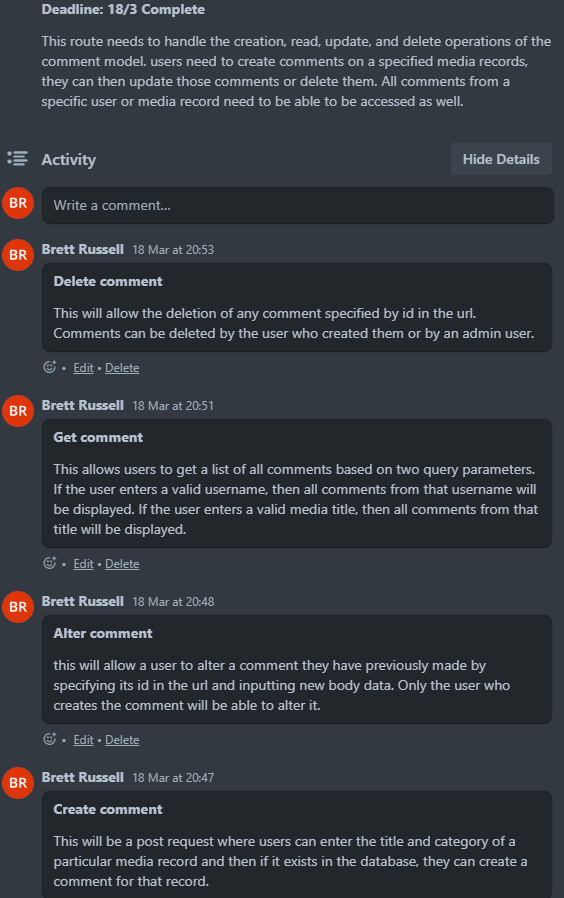 Deadline: 18/3 Complete
This route needs to handle the creation, read, update, and delete operations of the
comment model. users need to create comments on a specified media records,
they can then update those comments or delete them. All comments from a
specific user or media record need to be able to be accessed as well.
Activity
Hide Details
BR
Write a comment...
BR
Brett Russell 18 Mar at 20:53
Delete comment
This will allow the deletion of any comment specified by id in the url.
Comments can be deleted by the user who created them or by an admin user.
• Edit • Delete
BR
Brett Russell 18 Mar at 20:51
Get comment
This allows users to get a list of all comments based on two query parameters.
If the user enters a valid username, then all comments from that username will
be displayed. If the user enters a valid media title, then all comments from that
title will be displayed.
• Edit • Delete
BR
Brett Russell 18 Mar at 20:48
Alter comment
this will allow a user to alter a comment they have previously made by
specifying its id in the url and inputting new body data. Only the user who
creates the comment will be able to alter it.
• Edit • Delete
BR
Brett Russell 18 Mar at 20:47
Create comment
This will be a post request where users can enter the title and category of a
particular media record and then if it exists in the database, they can create a
comment for that record.